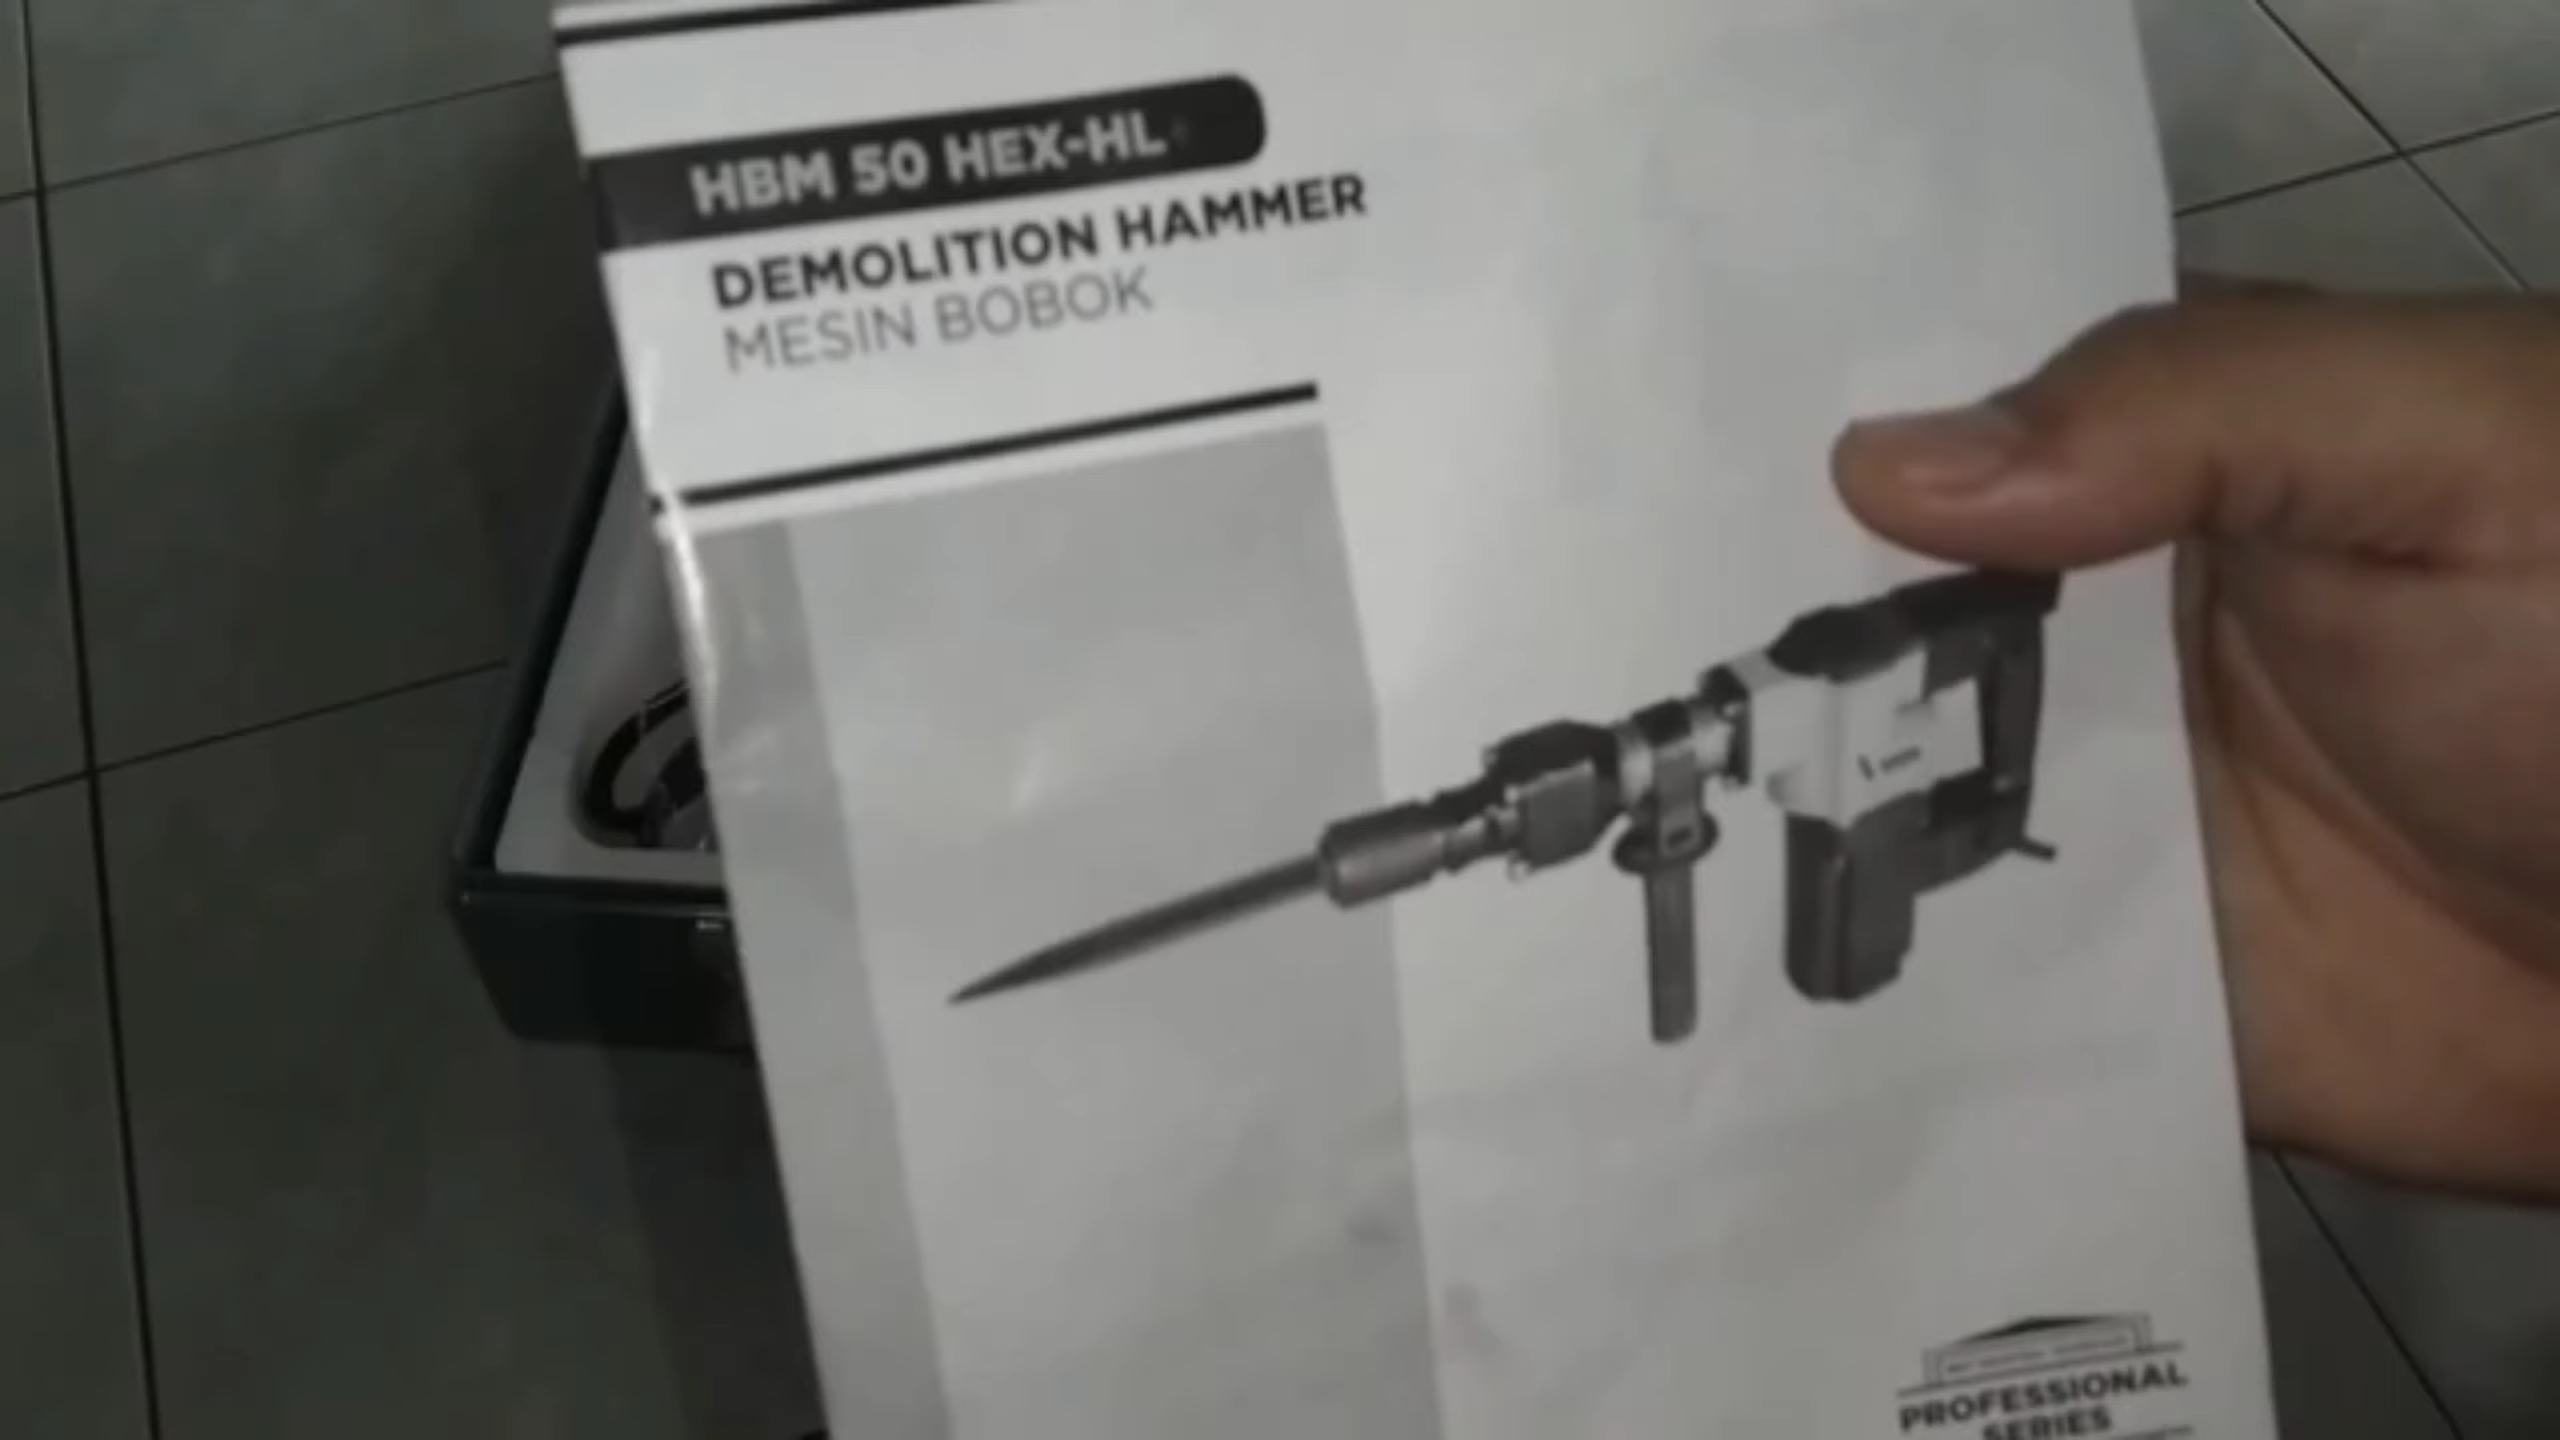 HBM 50 HEX-HL
DEMOLITION HAMMER
MESIN BOBOK
PROFESSIONAL
SERIES